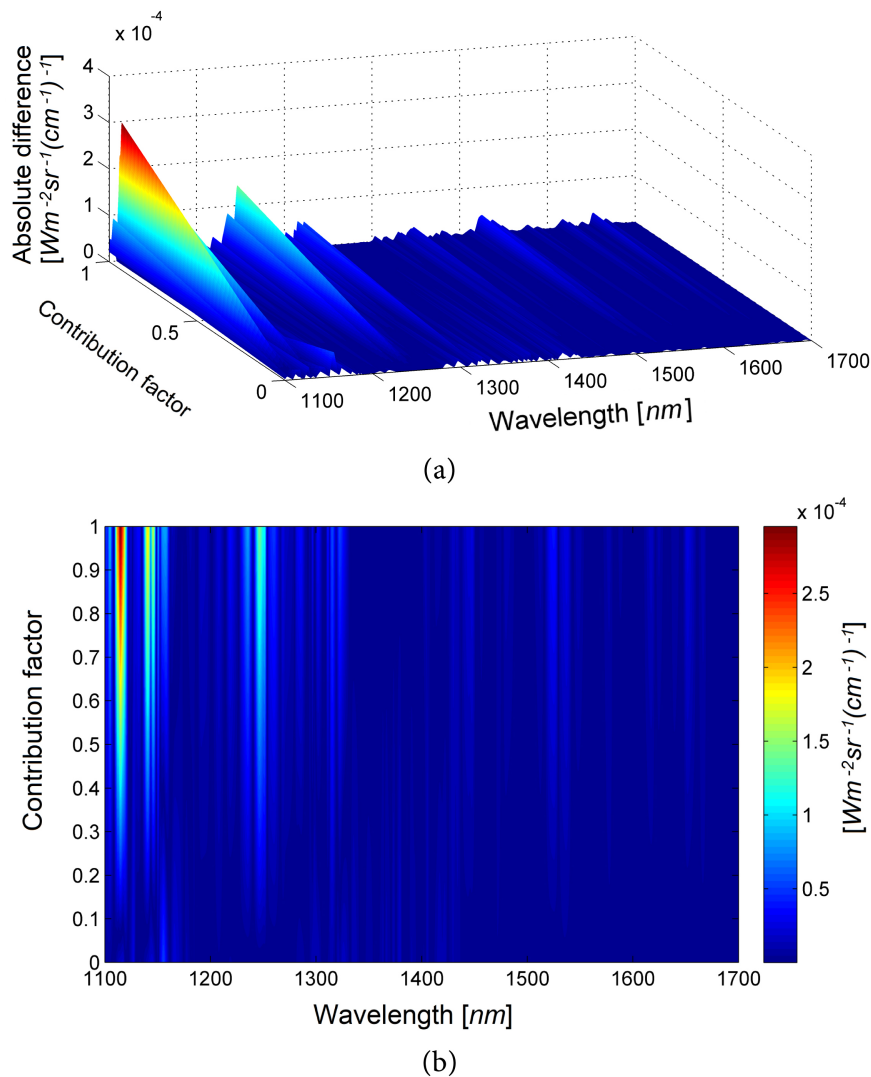 x 10⁻⁴
4
3
2
1
0
Absolute difference
[Wm⁻²sr⁻¹(cm⁻¹)⁻¹]
1
0.5
0
Contribution factor
1100
1200
1300
1400
1500
1600
1700
Wavelength [nm]
(a)
x 10⁻⁴
1
0.9
0.8
0.7
0.6
0.5
0.4
0.3
0.2
0.1
0
Contribution factor
1100 1200 1300 1400 1500 1600 1700
Wavelength [nm]
2.5
2
1.5
1
0.5
[Wm⁻²sr⁻¹(cm⁻¹)⁻¹]
(b)